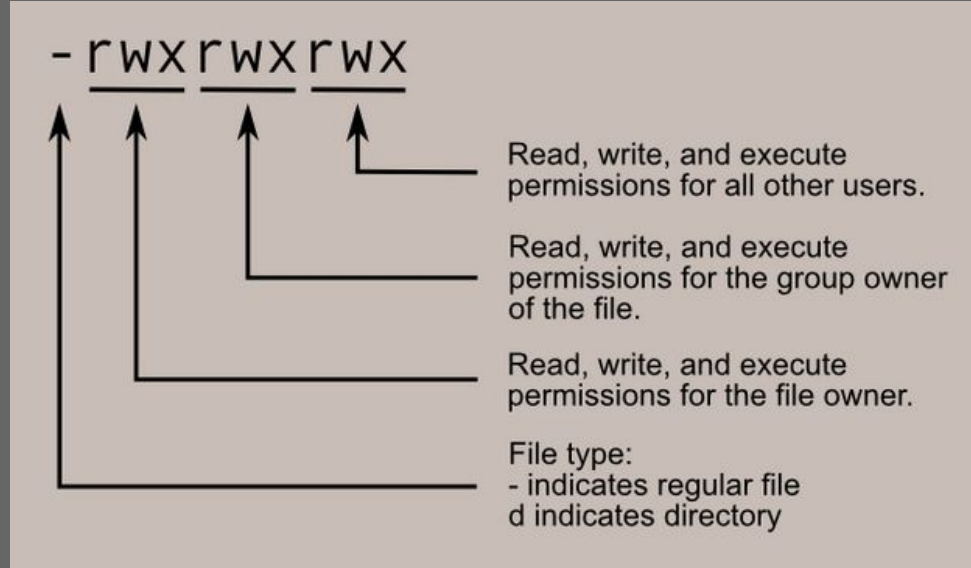 -rwxrwxrwx
Read, write, and execute
permissions for all other users.
Read, write, and execute
permissions for the group owner
of the file.
Read, write, and execute
permissions for the file owner.
File type:
- indicates regular file
d indicates directory